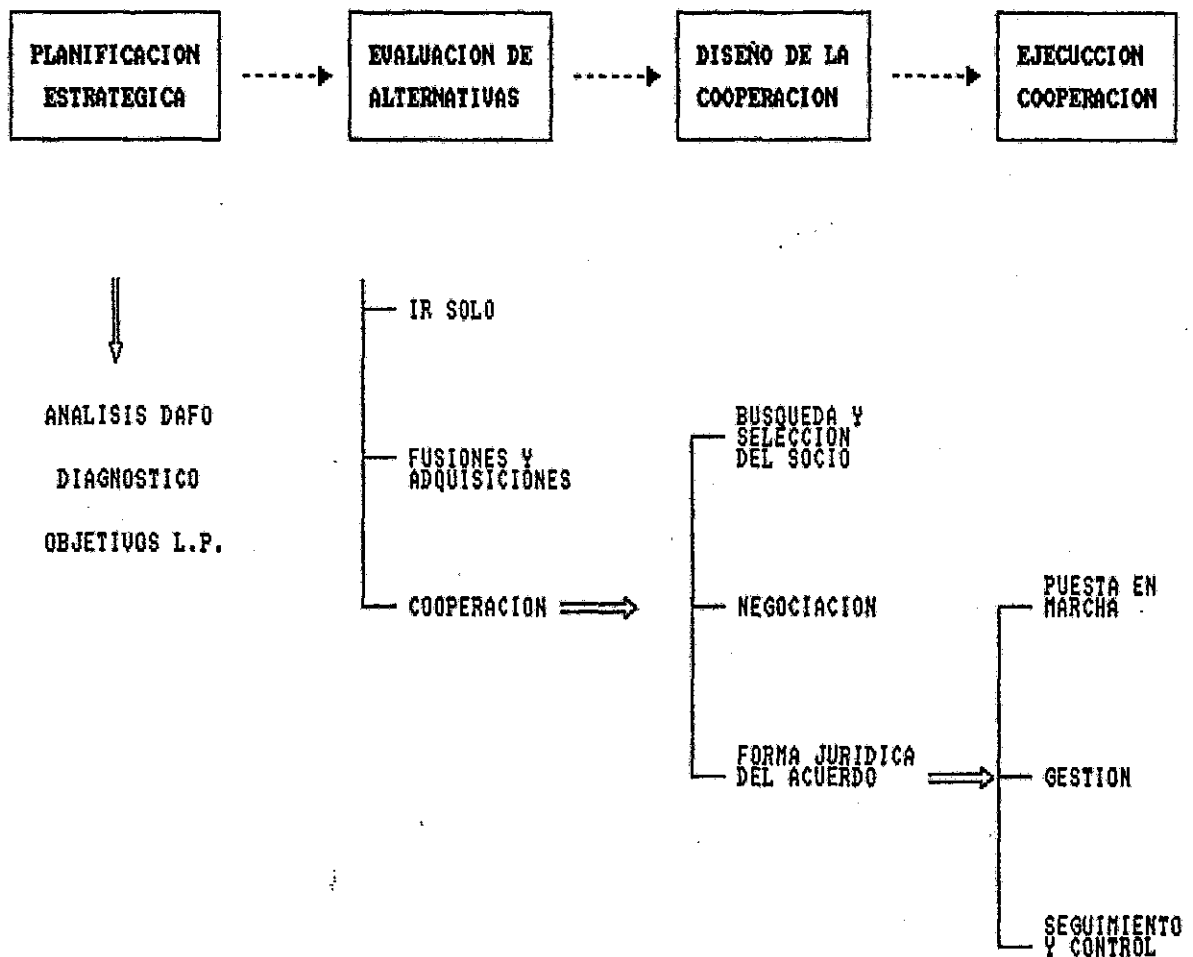 PLANIFICACION
ESTRATEGICA
EVALUACION DE
ALTERNATIVAS
DISEÑO DE LA
COOPERACION
EJECUCCION
COOPERACION
ANALISIS DAFO
DIAGNOSTICO
OBJETIVOS L.P.
IR SOLO
FUSIONES Y
ADQUISICIONES
COOPERACION
BUSQUEDA Y
SELECCION
DEL SOCIO
NEGOCIACION
FORMA JURIDICA
DEL ACUERDO
PUESTA EN
MARCHA
GESTION
SEGUIMIENTO
Y CONTROL